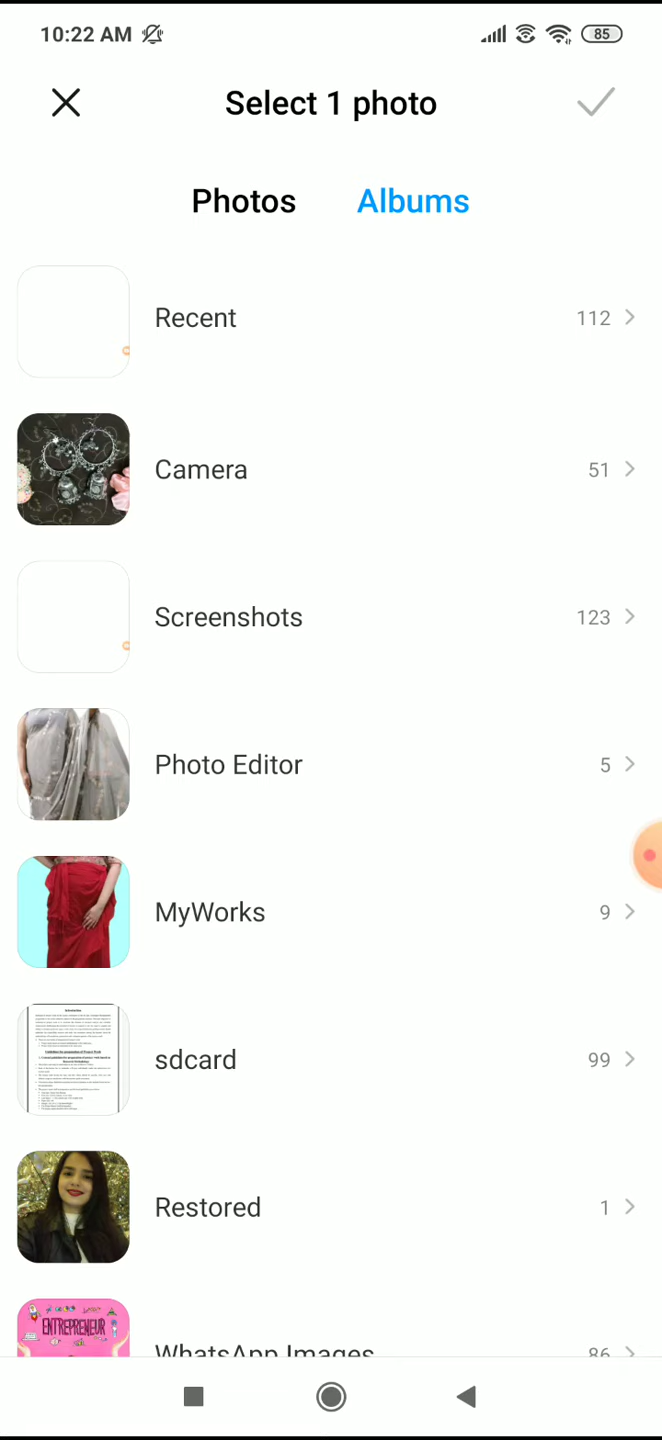 10:22 AM 85
Select 1 photo
Photos Albums
Recent 112
Camera 51
Screenshots 123
Photo Editor 5
MyWorks 9
sdcard 99
Restored 1
ENTREPRENEUR
WhatsApp Images 86